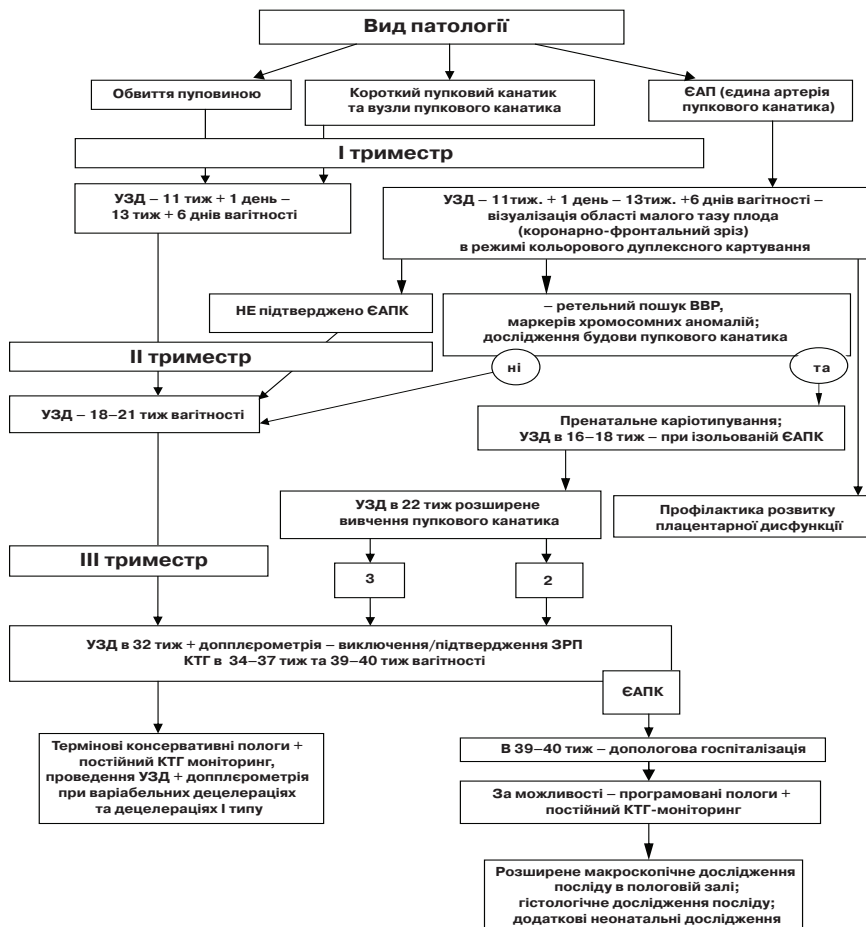 Вид патології
Обвиття пуповиною
Короткий пупковий канатик
та вузли пупкового канатика
ЄАП (єдина артерія
пупкового канатика)
I триместр
УЗД – 11 тиж + 1 день –
13 тиж + 6 днів вагітності
УЗД – 11тиж. + 1 день – 13тиж. +6 днів вагітності –
візуалізація області малого тазу плода
(коронарно-фронтальний зріз)
в режимі кольорового дуплексного картування
НЕ підтверджено ЄАПК
– ретельний пошук ВВР,
маркерів хромосомних аномалій;
дослідження будови пупкового канатика
ні
та
II триместр
УЗД – 18–21 тиж вагітності
Пренатальне каріотипування;
УЗД в 16–18 тиж – при ізольованій ЄАПК
УЗД в 22 тиж розширене
вивчення пупкового канатика
Профілактика розвитку
плацентарної дисфункції
III триместр
3
2
УЗД в 32 тиж + допплєрометрія – виключення/підтвердження ЗРП
КТГ в 34–37 тиж та 39–40 тиж вагітності
ЄАПК
Термінові консервативні пологи +
постійний КТГ моніторинг,
проведення УЗД + допплєрометрія
при варіабельних децелераціях
та децелераціях I типу
В 39–40 тиж – допологова госпіталізація
За можливості – програмовані пологи +
постійний КТГ-моніторинг
Розширене макроскопічне дослідження
посліду в пологовій залі;
гістологічне дослідження посліду;
додаткові неонатальні дослідження